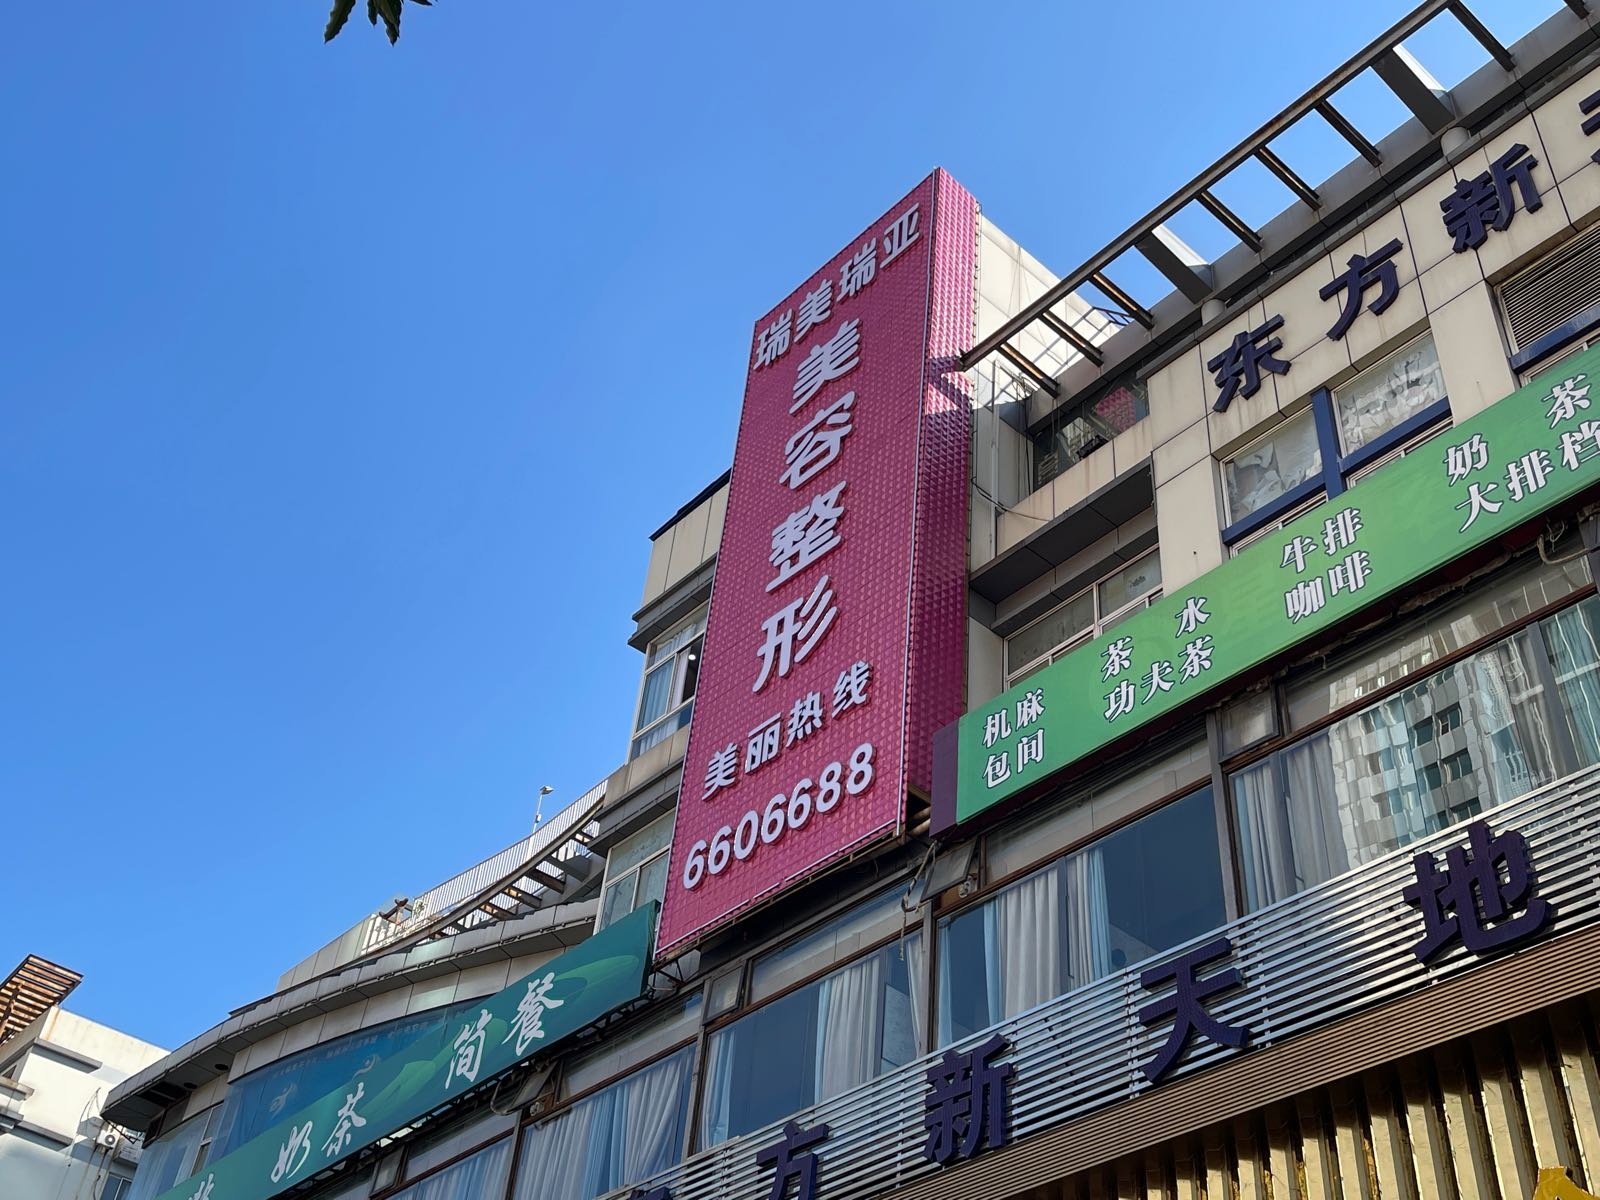 瑞美瑞亚
美容整形
美丽热线
6606688
东方新
奶茶
大排档
牛排
咖啡
茶水
功夫茶
机麻
包间
奶茶 简餐
方新天地